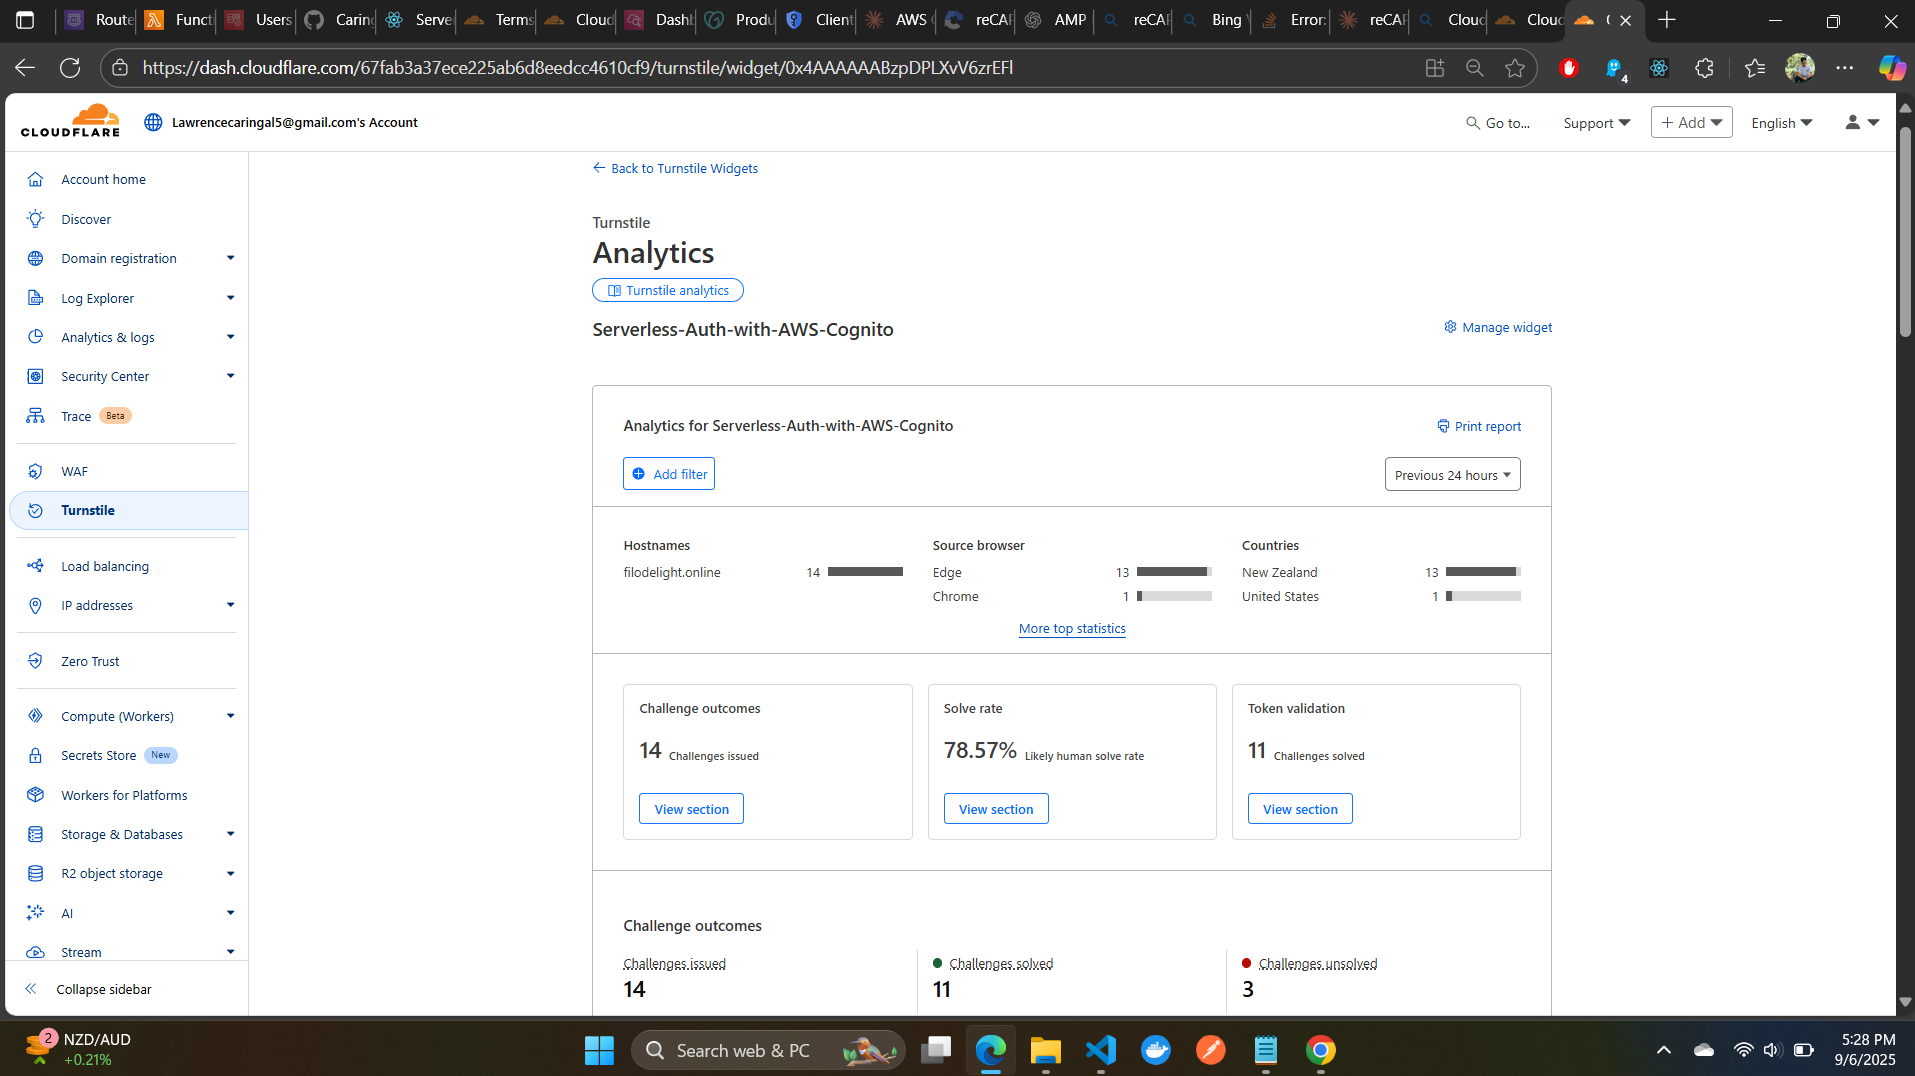 Route
Functi
Users
Caring
Serve
Terms
Cloud
Dashb
Produ
Client
AWS
reCAP
AMP
reCAP
Bing
Error:
reCAP
Cloud
Cloud
https://dash.cloudflare.com/67fab3a37ece225ab6d8eedcc4610cf9/turnstile/widget/0x4AAAAAABzpDPLXvV6zrEFl
4
CLOUDFLARE
Lawrencecaringal5@gmail.com's Account
Go to...
Support
Add
English
Account home
Discover
Domain registration
Log Explorer
Analytics & logs
Security Center
Trace Beta
WAF
Turnstile
Load balancing
IP addresses
Zero Trust
Compute (Workers)
Secrets Store New
Workers for Platforms
Storage & Databases
R2 object storage
AI
Stream
Collapse sidebar
Back to Turnstile Widgets
Turnstile
Analytics
Turnstile analytics
Serverless-Auth-with-AWS-Cognito
Manage widget
Analytics for Serverless-Auth-with-AWS-Cognito
Print report
Add filter
Previous 24 hours
Hostnames
filodelight.online 14
Source browser
Edge 13
Chrome 1
Countries
New Zealand 13
United States 1
More top statistics
Challenge outcomes
14 Challenges issued
View section
Solve rate
78.57% Likely human solve rate
View section
Token validation
11 Challenges solved
View section
Challenge outcomes
Challenges issued
14
Challenges solved
11
Challenges unsolved
3
2
NZD/AUD
+0.21%
Search web & PC
5:28 PM
9/6/2025